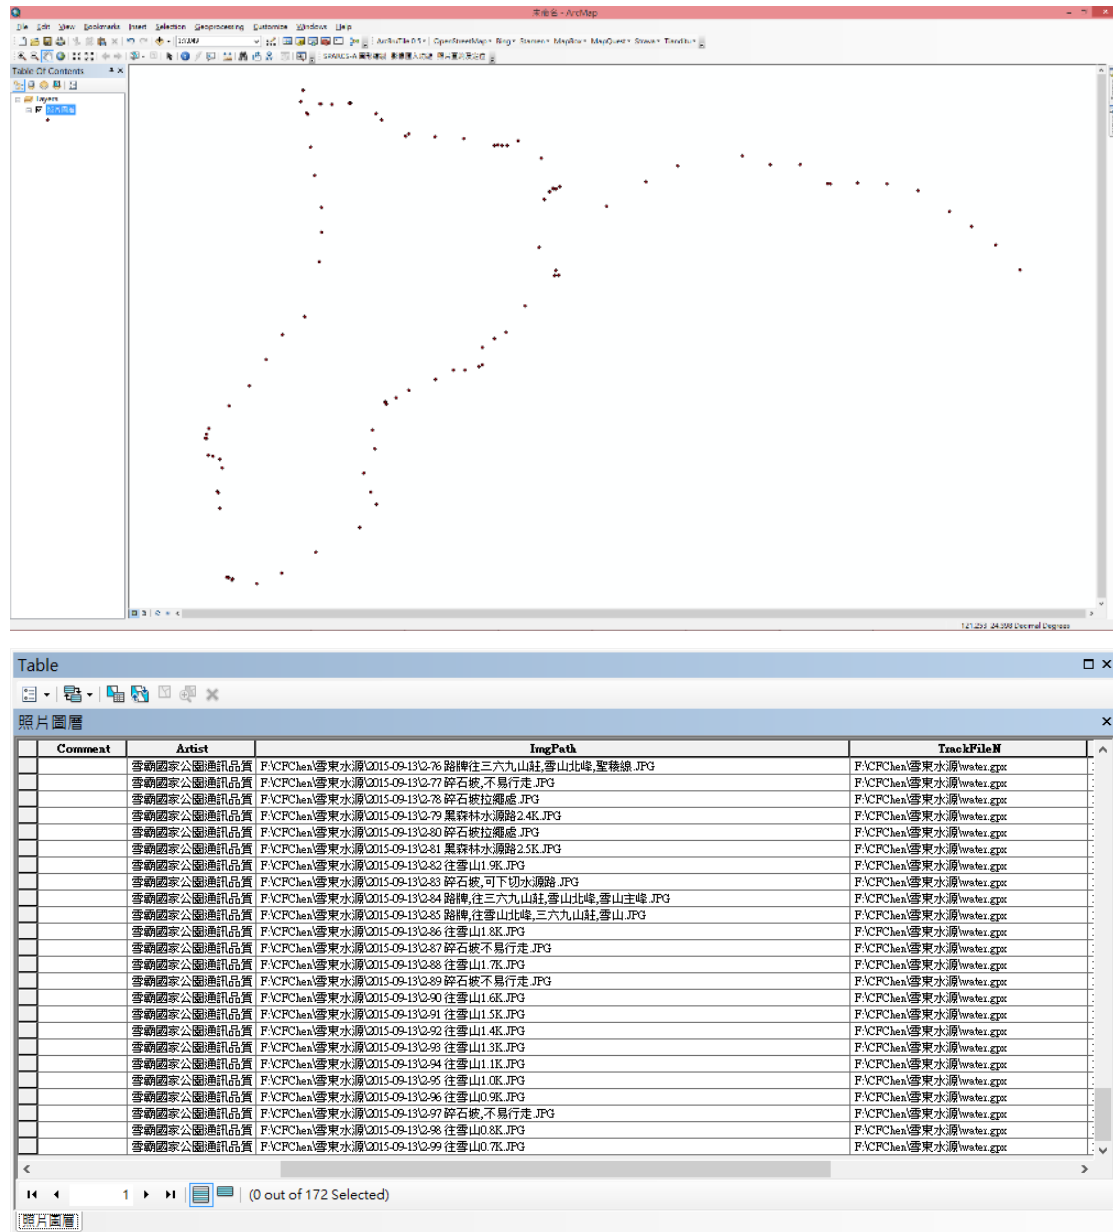 未命名 - ArcMap
File Edit View Bookmarks Insert Selection Geoprocessing Customize Windows Help
ArcBruTile 0.5 OpenStreetMap Bing Stamen MapBox MapQuest Strava Tianditu
Table Of Contents
Layers
照片圖層
121.253 24.398 Decimal Degrees
Table
照片圖層
Comment Artist ImgPath TrackFileN
雪霸國家公園通訊品質 F:\CFChen\雪東水源\2015-09-13\2-76 路牌往三六九山莊,雪山北峰,聖稜線.JPG F:\CFChen\雪東水源\water.gpx
雪霸國家公園通訊品質 F:\CFChen\雪東水源\2015-09-13\2-77 碎石坡,不易行走.JPG F:\CFChen\雪東水源\water.gpx
雪霸國家公園通訊品質 F:\CFChen\雪東水源\2015-09-13\2-78 碎石坡拉繩處.JPG F:\CFChen\雪東水源\water.gpx
雪霸國家公園通訊品質 F:\CFChen\雪東水源\2015-09-13\2-79 黑森林水源路2.4K.JPG F:\CFChen\雪東水源\water.gpx
雪霸國家公園通訊品質 F:\CFChen\雪東水源\2015-09-13\2-80 碎石坡拉繩處.JPG F:\CFChen\雪東水源\water.gpx
雪霸國家公園通訊品質 F:\CFChen\雪東水源\2015-09-13\2-81 黑森林水源路2.5K.JPG F:\CFChen\雪東水源\water.gpx
雪霸國家公園通訊品質 F:\CFChen\雪東水源\2015-09-13\2-82 往雪山1.9K.JPG F:\CFChen\雪東水源\water.gpx
雪霸國家公園通訊品質 F:\CFChen\雪東水源\2015-09-13\2-83 碎石坡,可下切水源路.JPG F:\CFChen\雪東水源\water.gpx
雪霸國家公園通訊品質 F:\CFChen\雪東水源\2015-09-13\2-84 路牌,往三六九山莊,雪山北峰,雪山主峰.JPG F:\CFChen\雪東水源\water.gpx
雪霸國家公園通訊品質 F:\CFChen\雪東水源\2015-09-13\2-85 路牌,往雪山北峰,三六九山莊,雪山.JPG F:\CFChen\雪東水源\water.gpx
雪霸國家公園通訊品質 F:\CFChen\雪東水源\2015-09-13\2-86 往雪山1.8K.JPG F:\CFChen\雪東水源\water.gpx
雪霸國家公園通訊品質 F:\CFChen\雪東水源\2015-09-13\2-87 碎石坡不易行走.JPG F:\CFChen\雪東水源\water.gpx
雪霸國家公園通訊品質 F:\CFChen\雪東水源\2015-09-13\2-88 往雪山1.7K.JPG F:\CFChen\雪東水源\water.gpx
雪霸國家公園通訊品質 F:\CFChen\雪東水源\2015-09-13\2-89 碎石坡不易行走.JPG F:\CFChen\雪東水源\water.gpx
雪霸國家公園通訊品質 F:\CFChen\雪東水源\2015-09-13\2-90 往雪山1.6K.JPG F:\CFChen\雪東水源\water.gpx
雪霸國家公園通訊品質 F:\CFChen\雪東水源\2015-09-13\2-91 往雪山1.5K.JPG F:\CFChen\雪東水源\water.gpx
雪霸國家公園通訊品質 F:\CFChen\雪東水源\2015-09-13\2-92 往雪山1.4K.JPG F:\CFChen\雪東水源\water.gpx
雪霸國家公園通訊品質 F:\CFChen\雪東水源\2015-09-13\2-93 往雪山1.3K.JPG F:\CFChen\雪東水源\water.gpx
雪霸國家公園通訊品質 F:\CFChen\雪東水源\2015-09-13\2-94 往雪山1.1K.JPG F:\CFChen\雪東水源\water.gpx
雪霸國家公園通訊品質 F:\CFChen\雪東水源\2015-09-13\2-95 往雪山1.0K.JPG F:\CFChen\雪東水源\water.gpx
雪霸國家公園通訊品質 F:\CFChen\雪東水源\2015-09-13\2-96 往雪山0.9K.JPG F:\CFChen\雪東水源\water.gpx
雪霸國家公園通訊品質 F:\CFChen\雪東水源\2015-09-13\2-97 碎石坡,不易行走.JPG F:\CFChen\雪東水源\water.gpx
雪霸國家公園通訊品質 F:\CFChen\雪東水源\2015-09-13\2-98 往雪山0.8K.JPG F:\CFChen\雪東水源\water.gpx
雪霸國家公園通訊品質 F:\CFChen\雪東水源\2015-09-13\2-99 往雪山0.7K.JPG F:\CFChen\雪東水源\water.gpx
1 (0 out of 172 Selected)
照片圖層